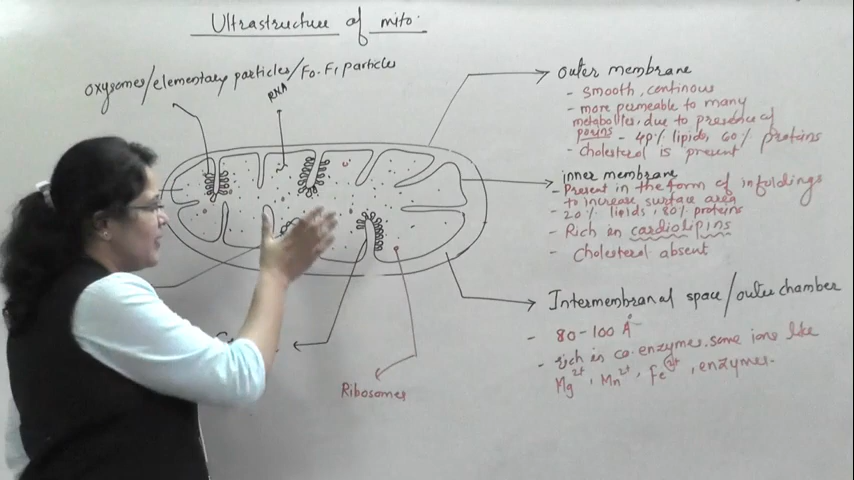 Ultrastructure of mito.
oxysomes/elementary particles/Fo-F1 particles
RNA
outer membrane
- smooth, continous
- more permeable to many
metabolites, due to presence of
porins - 40% lipids, 60% proteins
- Cholesterol is present
inner membrane
- Present in the form of infoldings
to increase surface area
- 20% lipids, 80% proteins
- Rich in cardiolipins
- Cholesterol absent
Intermembranal space/outer chamber
- 80-100 Å
- rich in co.enzymes, some ions like
Mg2+, Mn2+, Fe2+, enzymes.
Ribosomes